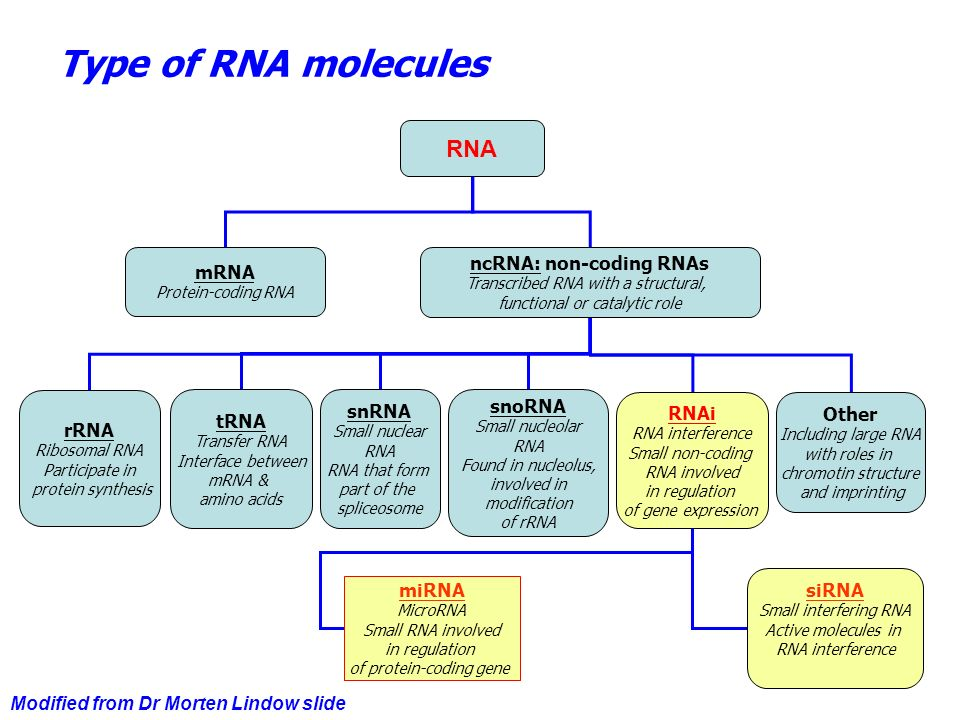 Type of RNA molecules
RNA
mRNA
Protein-coding RNA
ncRNA: non-coding RNAs
Transcribed RNA with a structural,
functional or catalytic role
rRNA
Ribosomal RNA
Participate in
protein synthesis
tRNA
Transfer RNA
Interface between
mRNA &
amino acids
snRNA
Small nuclear
RNA
RNA that form
part of the
spliceosome
snoRNA
Small nucleolar
RNA
Found in nucleolus,
involved in
modification
of rRNA
RNAi
RNA interference
Small non-coding
RNA involved
in regulation
of gene expression
Other
Including large RNA
with roles in
chromotin structure
and imprinting
miRNA
MicroRNA
Small RNA involved
in regulation
of protein-coding gene
siRNA
Small interfering RNA
Active molecules in
RNA interference
Modified from Dr Morten Lindow slide